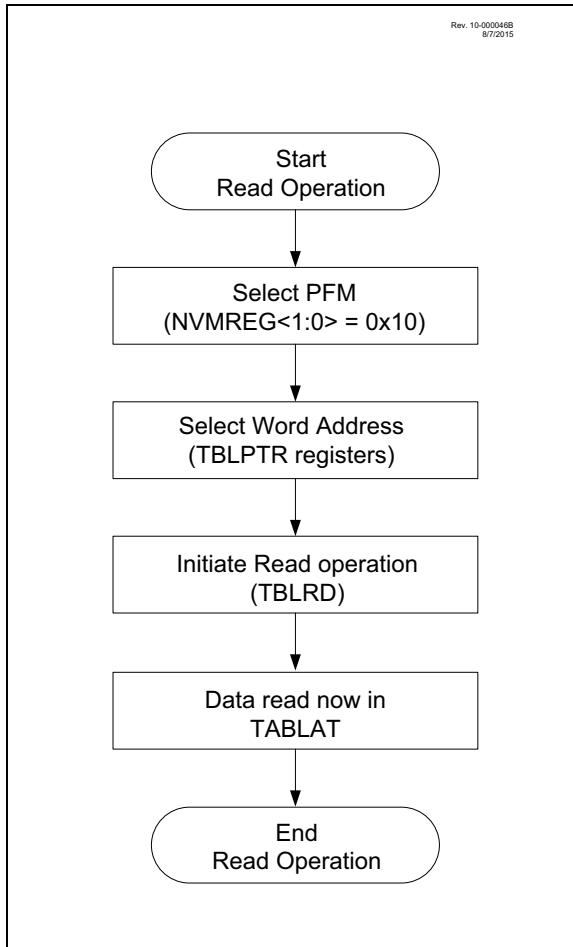 Rev. 10-000046B
8/7/2015
Start
Read Operation
Select PFM
(NVMREG<1:0> = 0x10)
Select Word Address
(TBLPTR registers)
Initiate Read operation
(TBLRD)
Data read now in
TABLAT
End
Read Operation